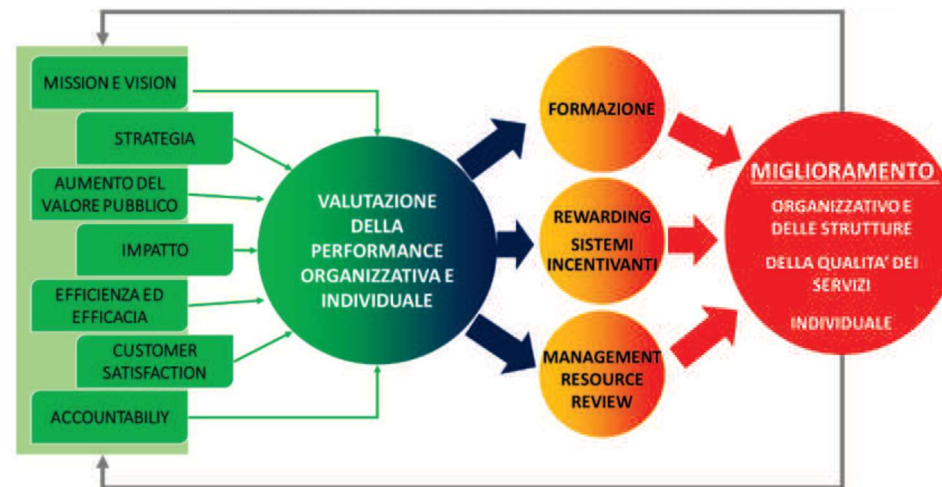 MISSION E VISION
STRATEGIA
AUMENTO DEL
VALORE PUBBLICO
IMPATTO
EFFICIENZA ED
EFFICACIA
CUSTOMER
SATISFACTION
ACCOUNTABILIY
VALUTAZIONE
DELLA
PERFORMANCE
ORGANIZZATIVA E
INDIVIDUALE
FORMAZIONE
REWARDING
SISTEMI
INCENTIVANTI
MANAGEMENT
RESOURCE
REVIEW
MIGLIORAMENTO
ORGANIZZATIVO E
DELLE STRUTTURE
DELLA QUALITA’ DEI
SERVIZI
INDIVIDUALE